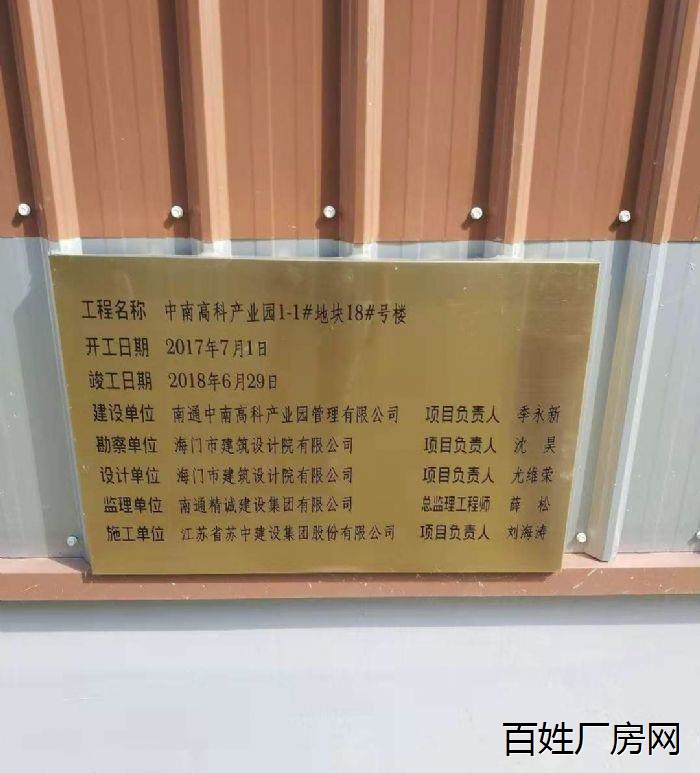 工程名称 中南高科产业园1-1#地块18#号楼
开工日期 2017年7月1日
竣工日期 2018年6月29日
建设单位 南通中南高科产业园管理有限公司 项目负责人 李永新
勘察单位 海门市建筑设计院有限公司 项目负责人 沈昊
设计单位 海门市建筑设计院有限公司 项目负责人 尤维荣
监理单位 南通精诚建设集团有限公司 总监理工程师 薛松
施工单位 江苏省苏中建设集团股份有限公司 项目负责人 刘海涛
百姓厂房网